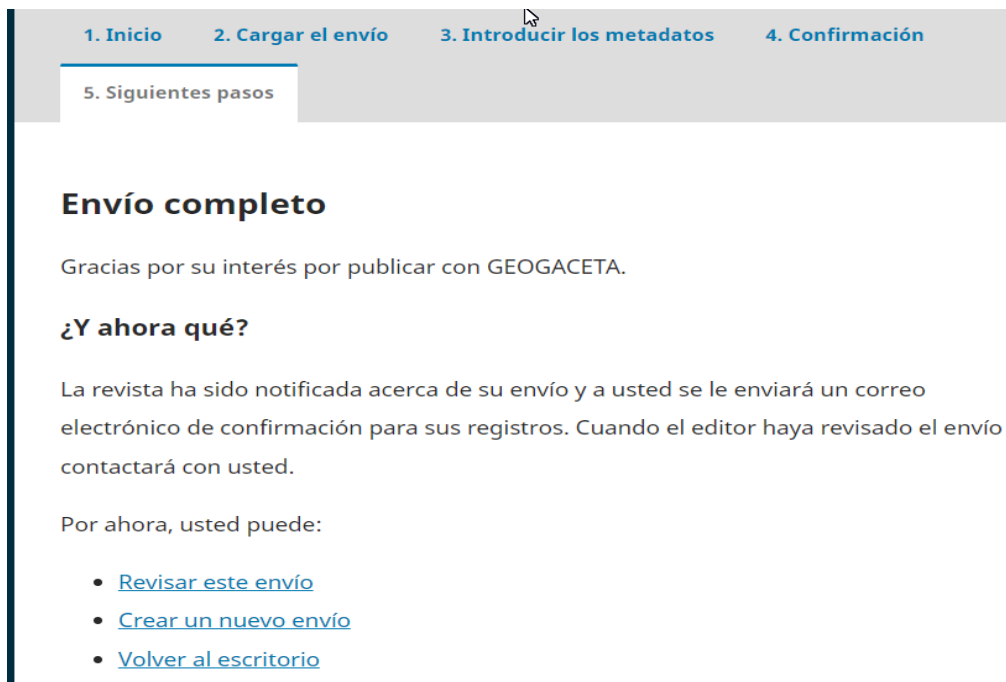 1. Inicio 2. Cargar el envío 3. Introducir los metadatos 4. Confirmación
5. Siguientes pasos
Envío completo
Gracias por su interés por publicar con GEOGACETA.
¿Y ahora qué?
La revista ha sido notificada acerca de su envío y a usted se le enviará un correo
electrónico de confirmación para sus registros. Cuando el editor haya revisado el envío
contactará con usted.
Por ahora, usted puede:
• Revisar este envío
• Crear un nuevo envío
• Volver al escritorio